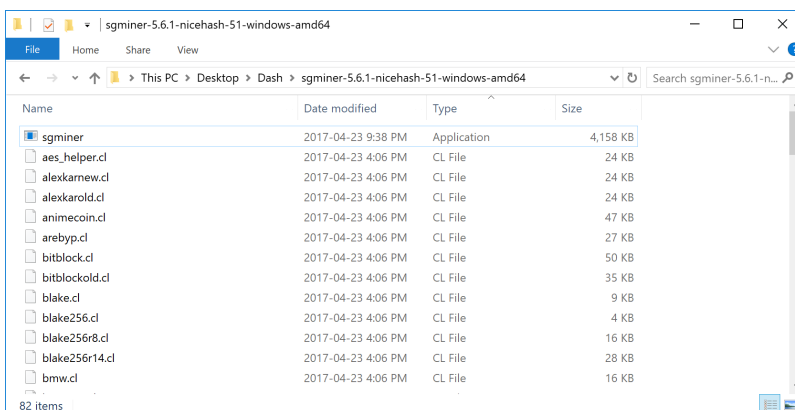 sgminer-5.6.1-nicehash-51-windows-amd64
File Home Share View
This PC > Desktop > Dash > sgminer-5.6.1-nicehash-51-windows-amd64 Search sgminer-5.6.1-n...
Name Date modified Type Size
sgminer 2017-04-23 9:38 PM Application 4,158 KB
aes_helper.cl 2017-04-23 4:06 PM CL File 24 KB
alexkarnew.cl 2017-04-23 4:06 PM CL File 24 KB
alexkarold.cl 2017-04-23 4:06 PM CL File 24 KB
animecoin.cl 2017-04-23 4:06 PM CL File 47 KB
arebyp.cl 2017-04-23 4:06 PM CL File 27 KB
bitblock.cl 2017-04-23 4:06 PM CL File 50 KB
bitblockold.cl 2017-04-23 4:06 PM CL File 35 KB
blake.cl 2017-04-23 4:06 PM CL File 9 KB
blake256.cl 2017-04-23 4:06 PM CL File 4 KB
blake256r8.cl 2017-04-23 4:06 PM CL File 16 KB
blake256r14.cl 2017-04-23 4:06 PM CL File 28 KB
bmw.cl 2017-04-23 4:06 PM CL File 16 KB
82 items